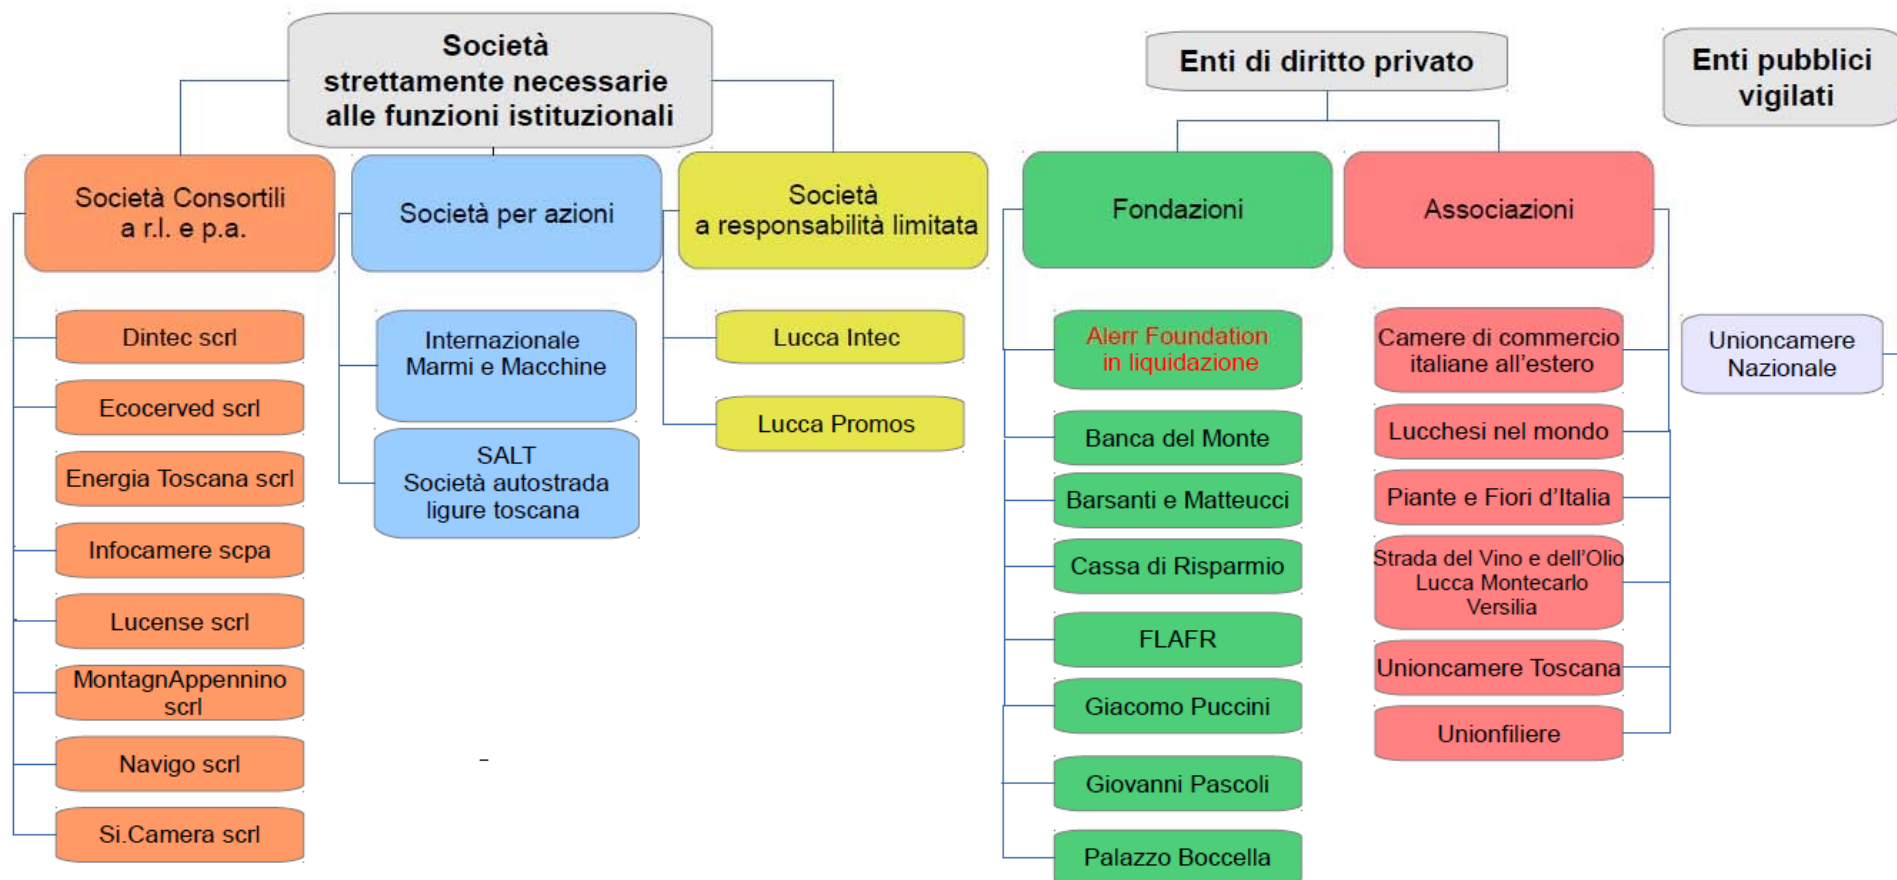 Società
strettamente necessarie
alle funzioni istituzionali
Società Consortili
a r.l. e p.a.
Dintec scrl
Ecocerved scrl
Energia Toscana scrl
Infocamere scpa
Lucense scrl
MontagnAppennino
scrl
Navigo scrl
Si.Camera scrl
Società per azioni
Internazionale
Marmi e Macchine
SALT
Società autostrada
ligure toscana
Società
a responsabilità limitata
Lucca Intec
Lucca Promos
Enti di diritto privato
Fondazioni
Alerr Foundation
in liquidazione
Banca del Monte
Barsanti e Matteucci
Cassa di Risparmio
FLAFR
Giacomo Puccini
Giovanni Pascoli
Palazzo Boccella
Associazioni
Camere di commercio
italiane all'estero
Lucchesi nel mondo
Piante e Fiori d'Italia
Strada del Vino e dell'Olio
Lucca Montecarlo
Versilia
Unioncamere Toscana
Unionfiliere
Enti pubblici
vigilati
Unioncamere
Nazionale